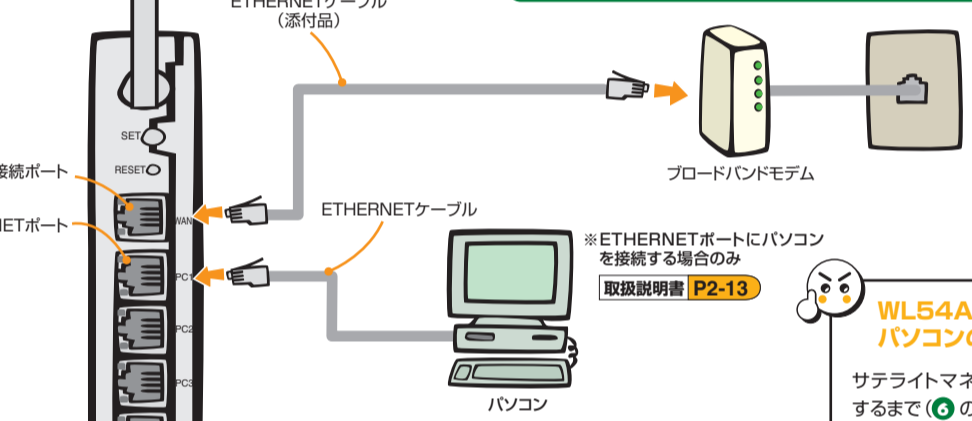 ETHERNETケーブル
（添付品）
SET
RESET
接続ポート
WAN
NETポート
PC1
PC2
PC3
ETHERNETケーブル
ブロードバンドモデム
※ETHERNETポートにパソコン
を接続する場合のみ
取扱説明書 P2-13
パソコン
WL54A
パソコンの
サテライトマネ
するまで（6の